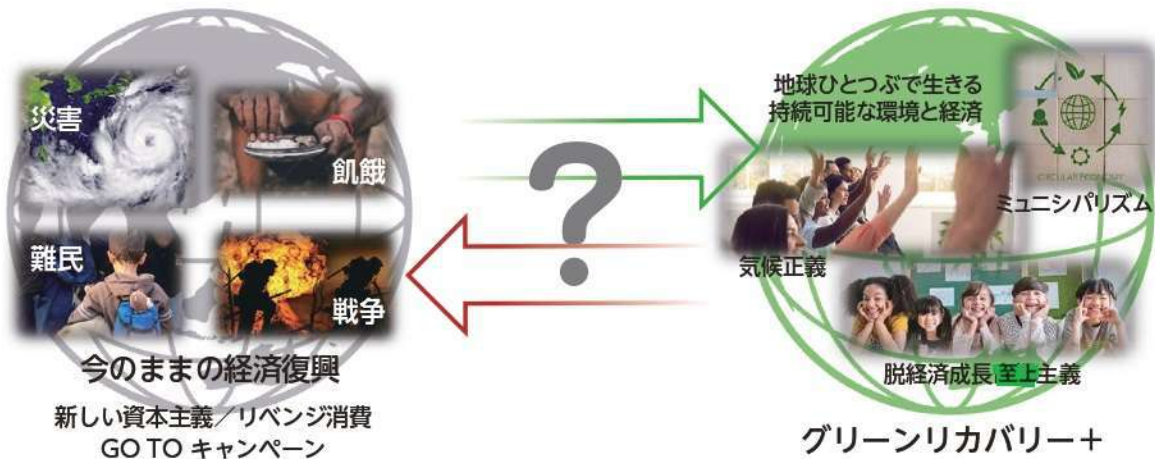 災害
飢餓
難民
戦争
今のままの経済復興
新しい資本主義／リベンジ消費
GO TO キャンペーン
?
地球ひとつぶで生きる
持続可能な環境と経済
CIRCULAR ECONOMY
ミュニシパリズム
気候正義
脱経済成長至上主義
グリーンリカバリー＋